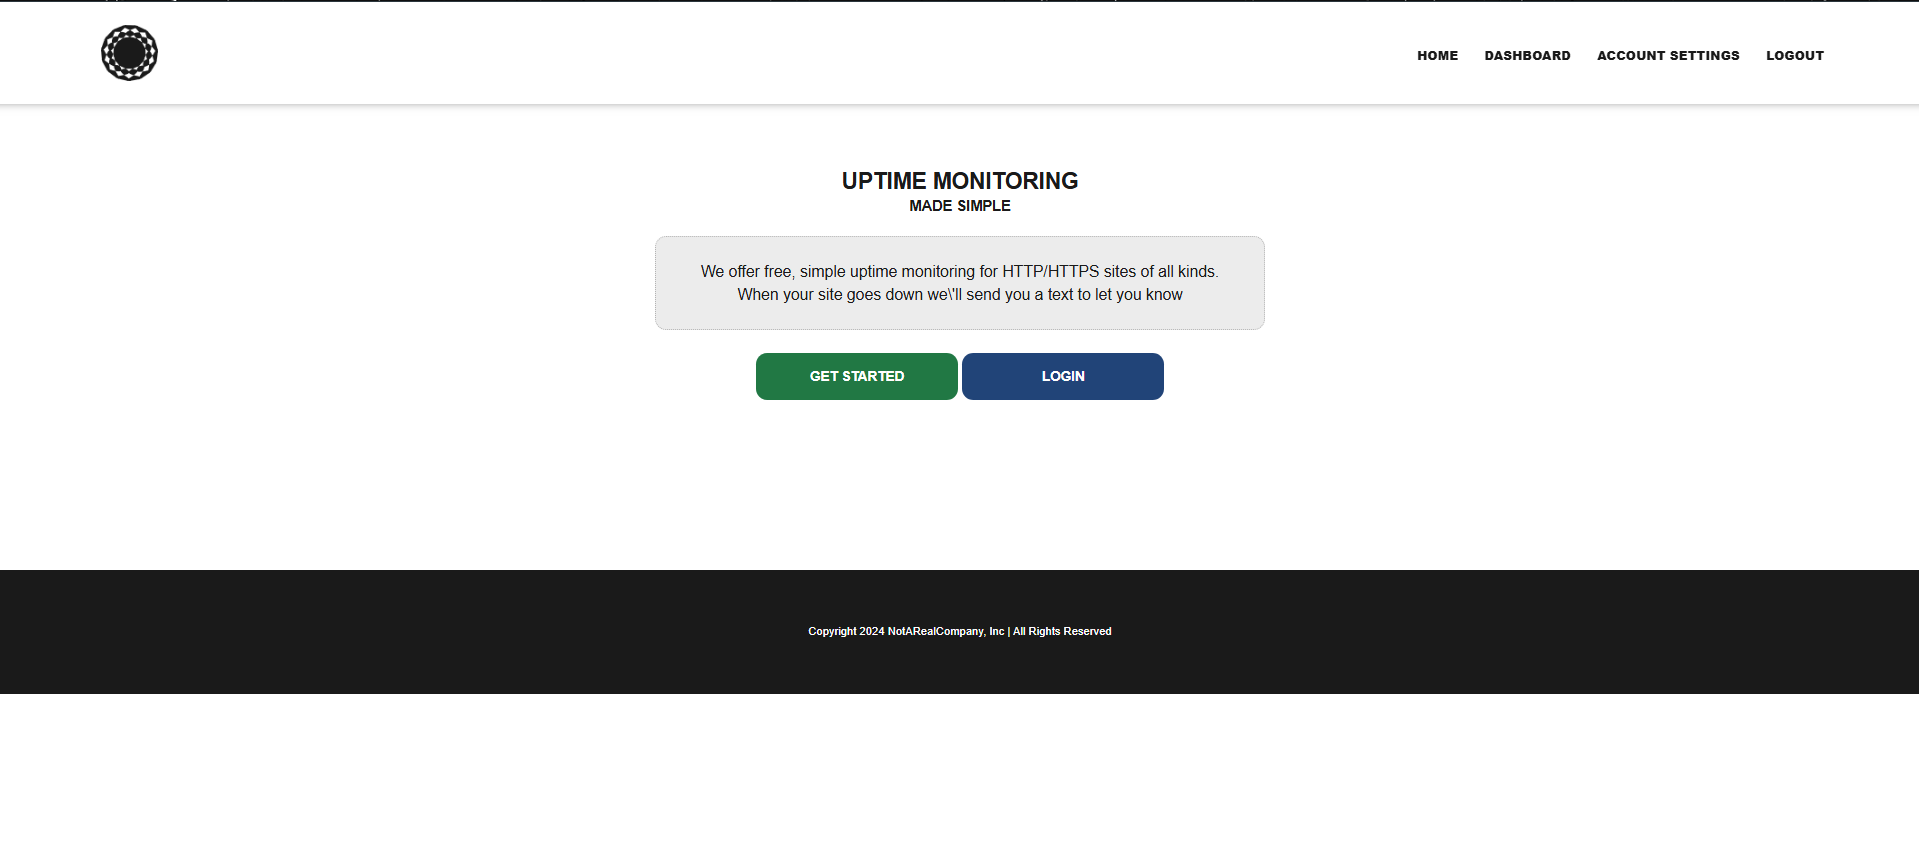 HOME DASHBOARD ACCOUNT SETTINGS LOGOUT
UPTIME MONITORING
MADE SIMPLE
We offer free, simple uptime monitoring for HTTP/HTTPS sites of all kinds.
When your site goes down we\'ll send you a text to let you know
GET STARTED LOGIN
Copyright 2024 NotARealCompany, Inc | All Rights Reserved